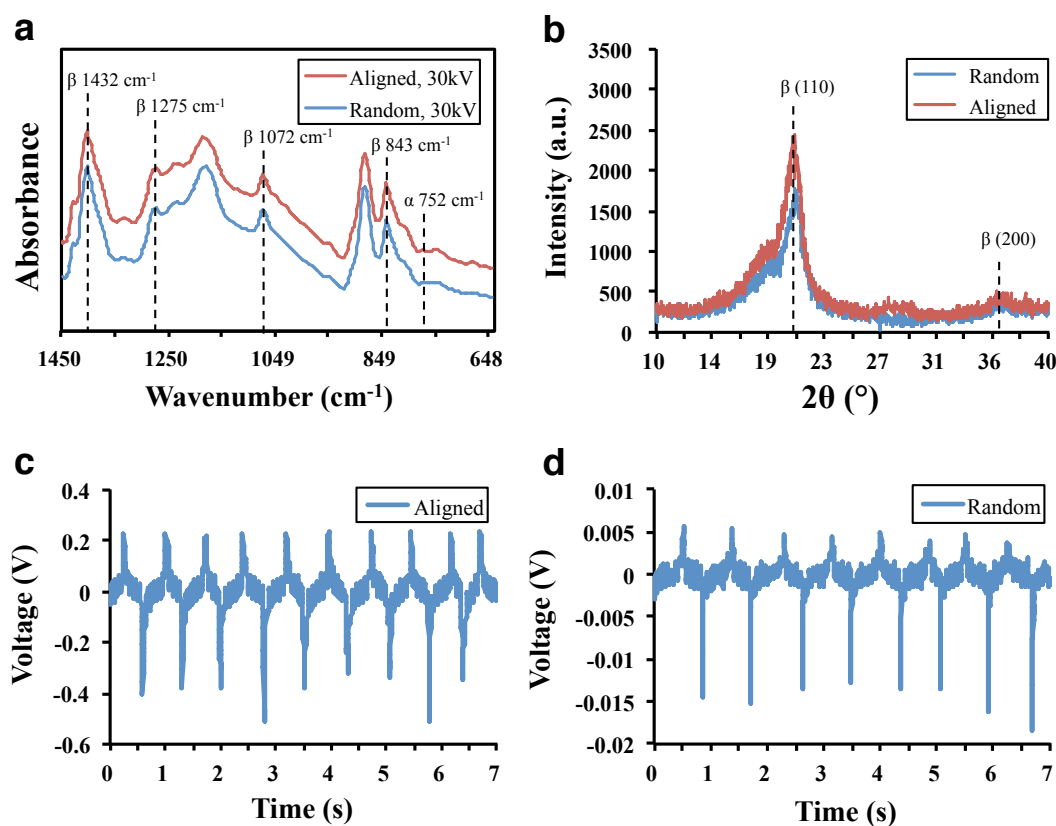 a
β 1432 cm-1
β 1275 cm-1
β 1072 cm-1
β 843 cm-1
α 752 cm-1
Aligned, 30kV
Random, 30kV
Absorbance
1450 1250 1049 849 648
Wavenumber (cm-1)
b
3500
3000
2500
2000
1500
1000
500
0
Intensity (a.u.)
β (110)
β (200)
Random
Aligned
10 14 19 23 27 31 36 40
2θ (°)
c
0.4
0.2
0
-0.2
-0.4
-0.6
Voltage (V)
Aligned
0 1 2 3 4 5 6 7
Time (s)
d
0.01
0.005
0
-0.005
-0.01
-0.015
-0.02
Voltage (V)
Random
0 1 2 3 4 5 6 7
Time (s)